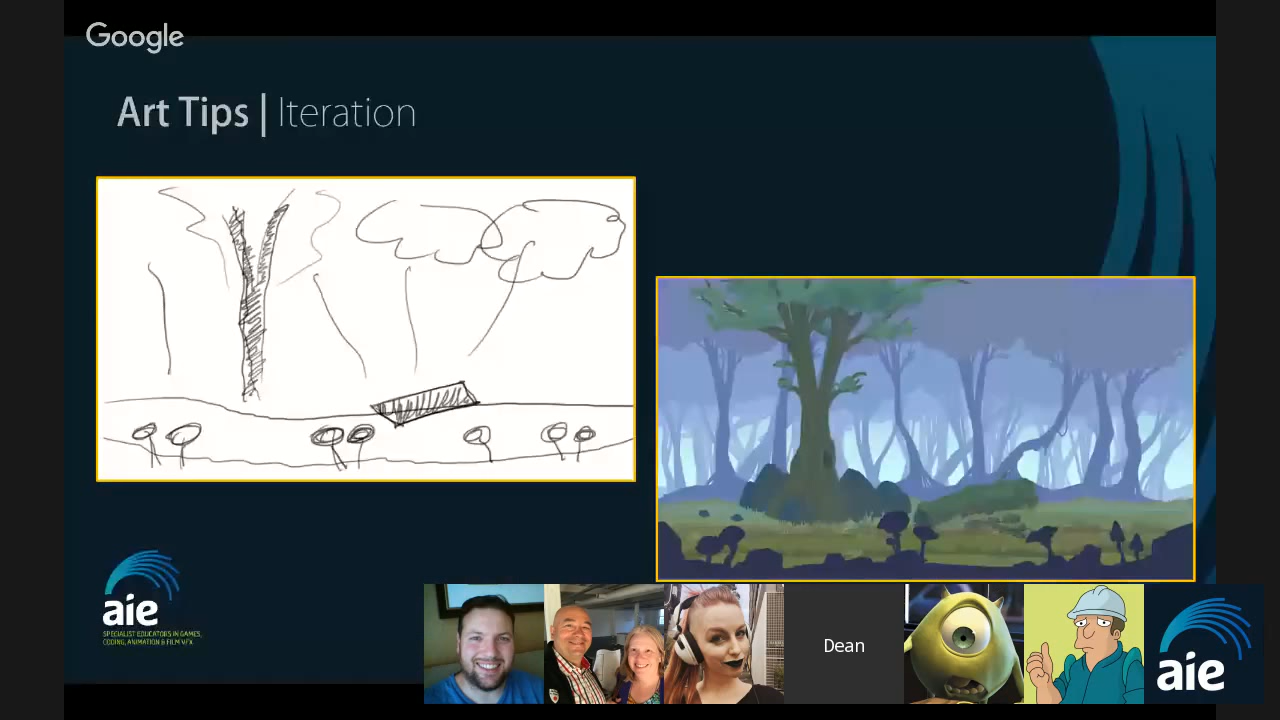 Google
Art Tips | Iteration
aie
SPECIALIST EDUCATORS IN GAMES,
CODING, ANIMATION & FILM VFX
Dean
aie